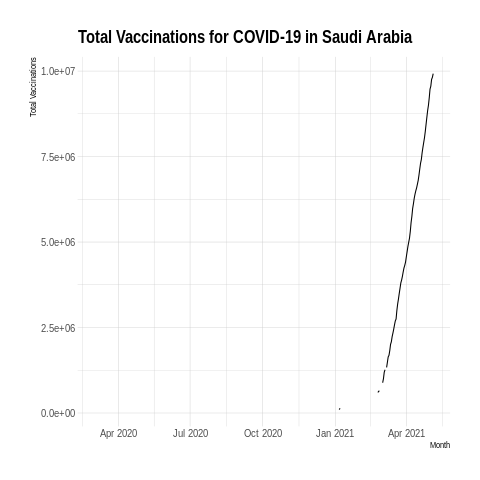 Total Vaccinations for COVID-19 in Saudi Arabia
Total Vaccinations
1.0e+07
7.5e+06
5.0e+06
2.5e+06
0.0e+00
Apr 2020 Jul 2020 Oct 2020 Jan 2021 Apr 2021
Month